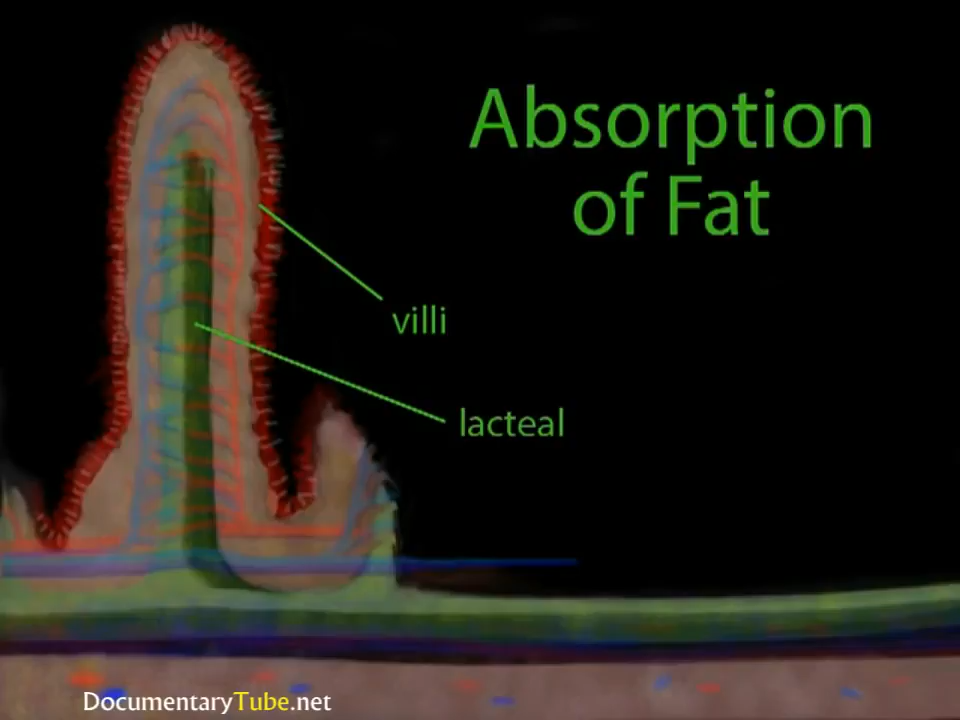 Absorption
of Fat
villi
lacteal
DocumentaryTube.net